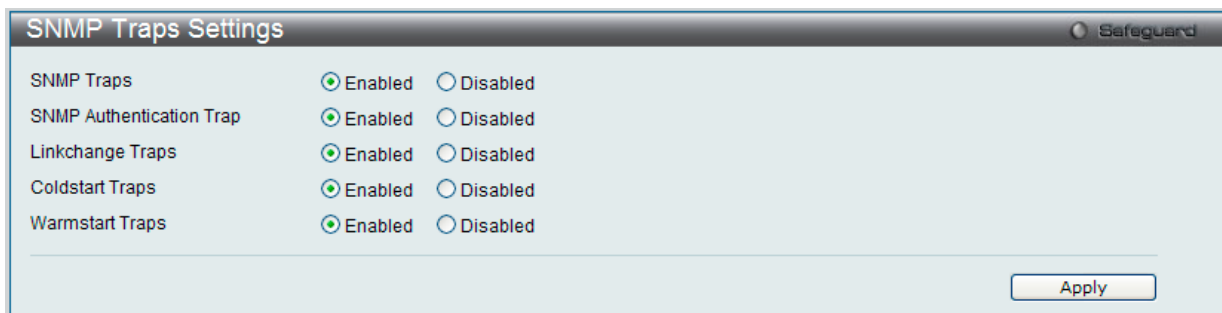 SNMP Traps Settings
Safeguard
SNMP Traps Enabled Disabled
SNMP Authentication Trap Enabled Disabled
Linkchange Traps Enabled Disabled
Coldstart Traps Enabled Disabled
Warmstart Traps Enabled Disabled
Apply